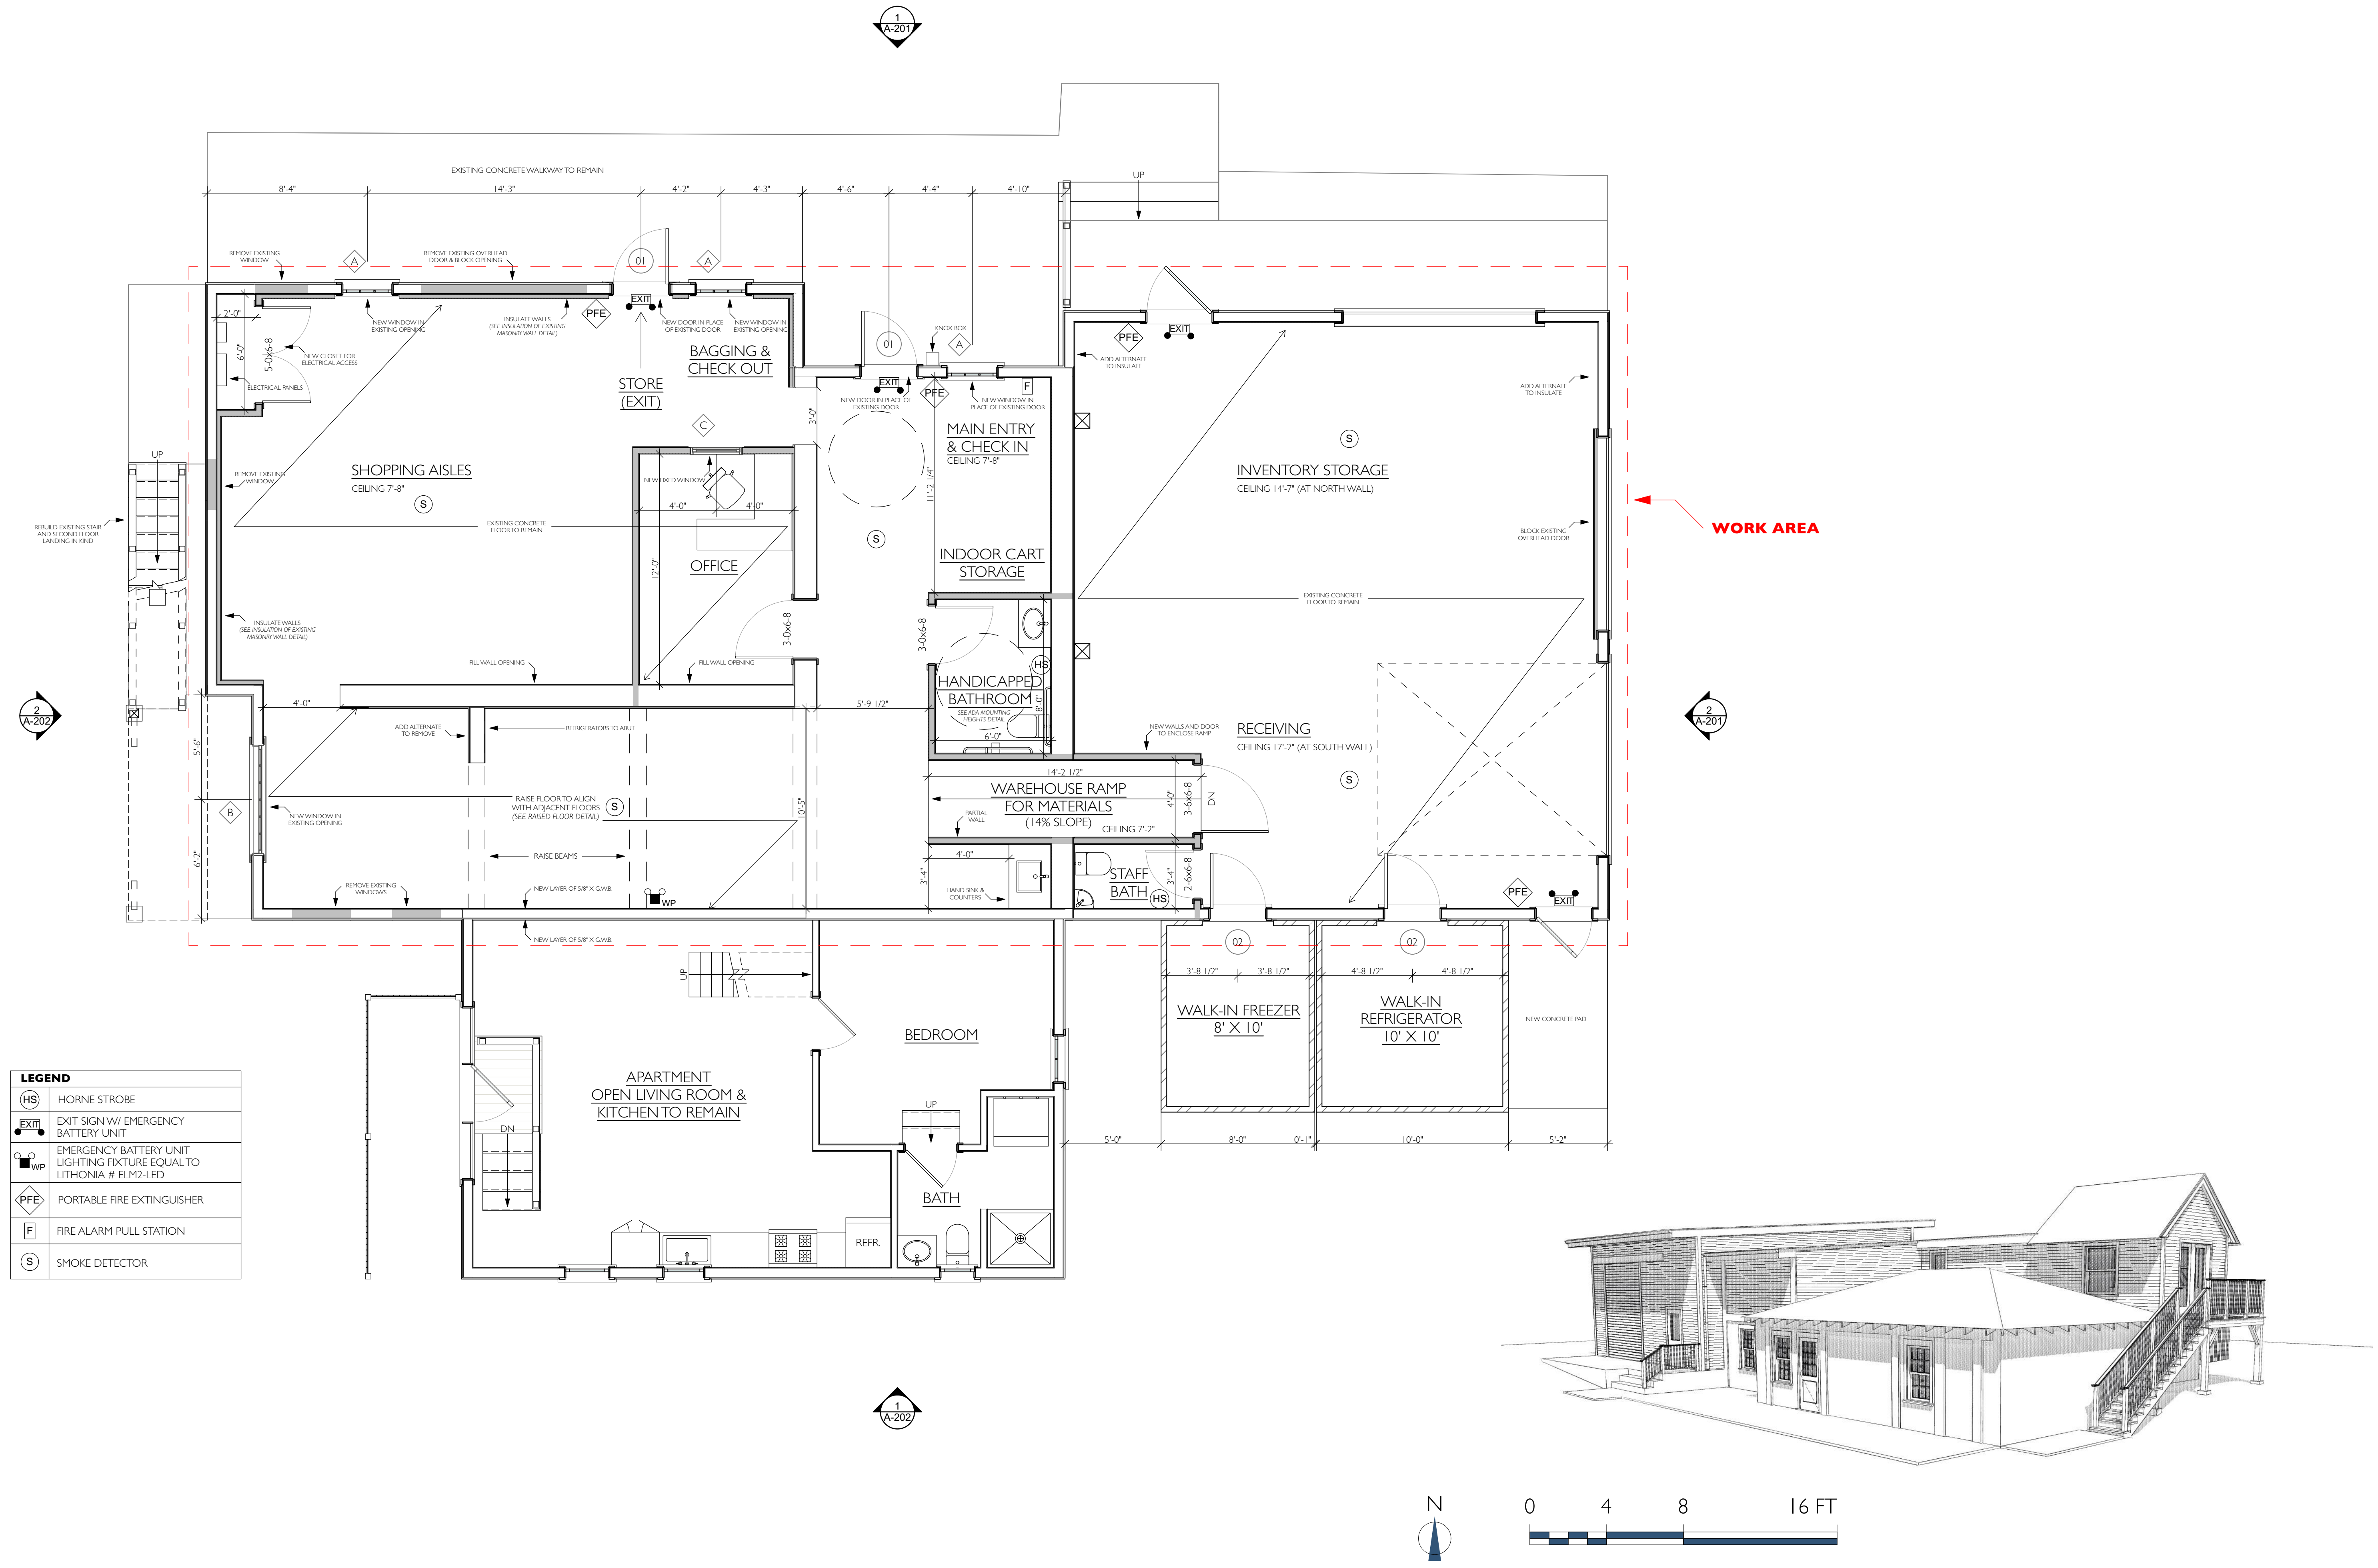 1
A-201
EXISTING CONCRETE WALKWAY TO REMAIN
8'-4"
14'-3"
4'-2"
4'-3"
4'-6"
4'-4"
4'-10"
UP
REMOVE EXISTING
WINDOW
A
REMOVE EXISTING OVERHEAD
DOOR & BLOCK OPENING
01
A
2'-0"
6'-0"
5-0x6-8
NEW WINDOW IN
EXISTING OPENING
INSULATE WALLS
(SEE INSULATION OF EXISTING
MASONRY WALL DETAIL)
PFE
EXIT
NEW DOOR IN PLACE
OF EXISTING DOOR
NEW WINDOW IN
EXISTING OPENING
NEW CLOSET FOR
ELECTRICAL ACCESS
ELECTRICAL PANELS
BAGGING &
CHECK OUT
STORE
(EXIT)
01
KNOX BOX
A
EXIT
PFE
F
NEW DOOR IN PLACE OF
EXISTING DOOR
NEW WINDOW IN
PLACE OF EXISTING DOOR
3'-0"
C
MAIN ENTRY
& CHECK IN
CEILING 7'-8"
11'-2 1/4"
PFE
EXIT
ADD ALTERNATE
TO INSULATE
ADD ALTERNATE
TO INSULATE
S
INVENTORY STORAGE
CEILING 14'-7" (AT NORTH WALL)
BLOCK EXISTING
OVERHEAD DOOR
WORK AREA
UP
REMOVE EXISTING
WINDOW
SHOPPING AISLES
CEILING 7'-8"
S
NEW FIXED WINDOW
4'-0"
4'-0"
REBUILD EXISTING STAIR
AND SECOND FLOOR
LANDING IN KIND
EXISTING CONCRETE
FLOOR TO REMAIN
S
12'-0"
OFFICE
INDOOR CART
STORAGE
EXISTING CONCRETE
FLOOR TO REMAIN
INSULATE WALLS
(SEE INSULATION OF EXISTING
MASONRY WALL DETAIL)
3-0x6-8
3-0x6-8
FILL WALL OPENING
FILL WALL OPENING
HS
HANDICAPPED
BATHROOM
SEE ADA MOUNTING
HEIGHTS DETAIL
8'-0"
6'-0"
2
A-202
4'-0"
5'-9 1/2"
2
A-201
ADD ALTERNATE
TO REMOVE
REFRIGERATORS TO ABUT
NEW WALLS AND DOOR
TO ENCLOSE RAMP
RECEIVING
CEILING 17'-2" (AT SOUTH WALL)
S
5'-6"
14'-2 1/2"
WAREHOUSE RAMP
FOR MATERIALS
(14% SLOPE)
CEILING 7'-2"
4'-0"
3-6x6-8
DN
PARTIAL
WALL
B
NEW WINDOW IN
EXISTING OPENING
RAISE FLOOR TO ALIGN
WITH ADJACENT FLOORS
(SEE RAISED FLOOR DETAIL)
S
10'-5"
6'-2"
RAISE BEAMS
4'-0"
3'-4"
HAND SINK &
COUNTERS
STAFF
BATH
HS
3'-4"
2-6x6-8
PFE
EXIT
REMOVE EXISTING
WINDOWS
NEW LAYER OF 5/8" X G.W.B.
WP
NEW LAYER OF 5/8" X G.W.B.
02
02
3'-8 1/2"
3'-8 1/2"
4'-8 1/2"
4'-8 1/2"
UP
WALK-IN FREEZER
8' X 10'
WALK-IN
REFRIGERATOR
10' X 10'
NEW CONCRETE PAD
BEDROOM
APARTMENT
OPEN LIVING ROOM &
KITCHEN TO REMAIN
UP
DN
5'-0"
8'-0"
0'-1"
10'-0"
5'-2"
BATH
REFR.
LEGEND
HS
HORNE STROBE
EXIT
EXIT SIGN W/ EMERGENCY
BATTERY UNIT
WP
EMERGENCY BATTERY UNIT
LIGHTING FIXTURE EQUAL TO
LITHONIA # ELM2-LED
PFE
PORTABLE FIRE EXTINGUISHER
F
FIRE ALARM PULL STATION
S
SMOKE DETECTOR
1
A-202
N
0 4 8 16 FT